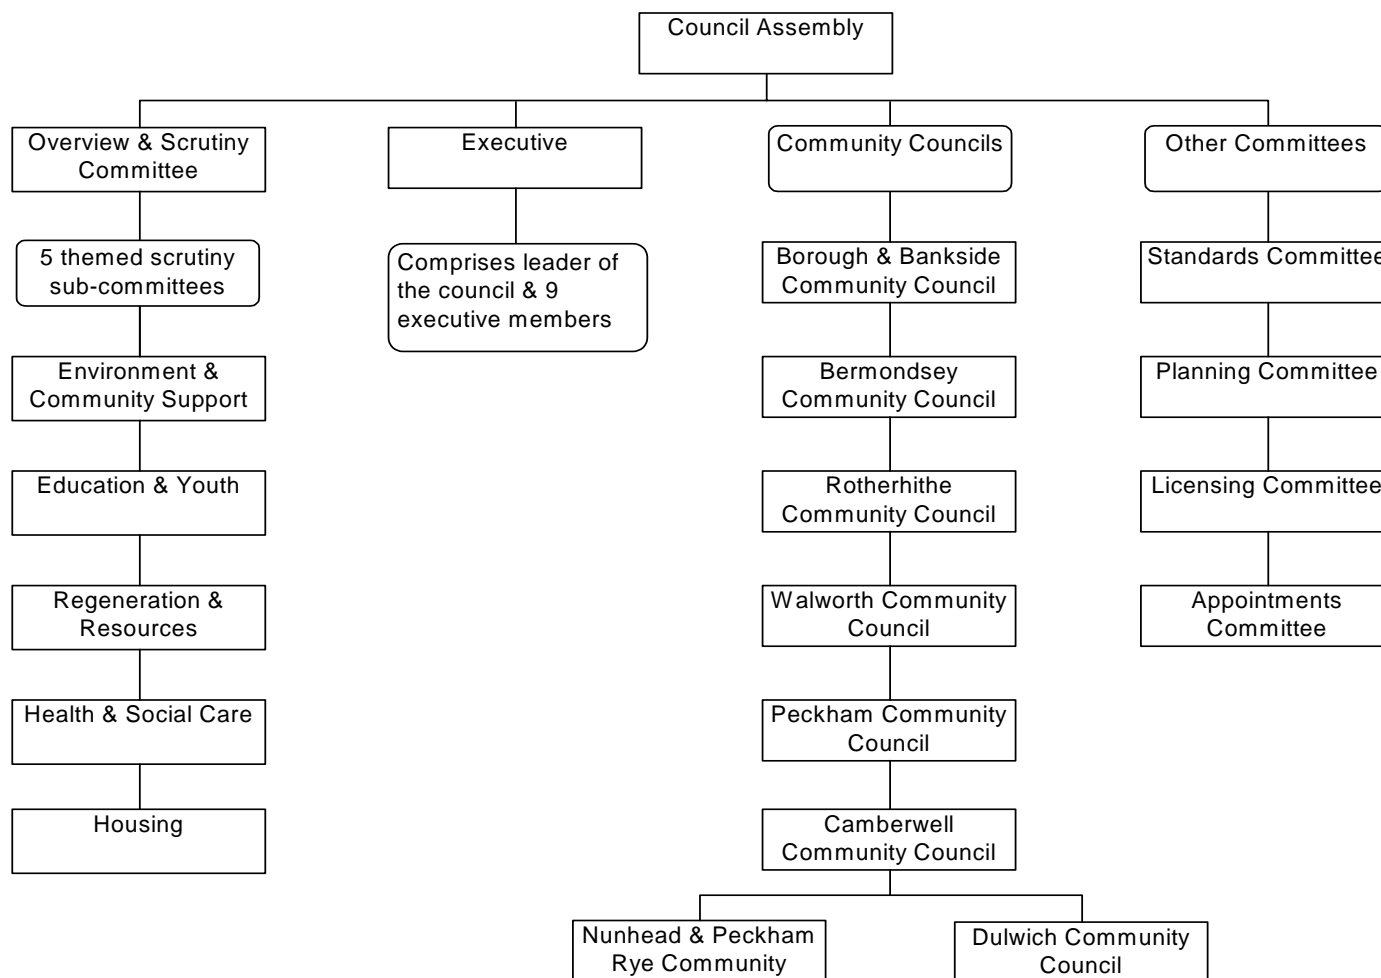 Council Assembly
Overview & Scrutiny
Committee
Executive
Community Councils
Other Committees
5 themed scrutiny
sub-committees
Comprises leader of
the council & 9
executive members
Borough & Bankside
Community Council
Standards Committee
Environment &
Community Support
Bermondsey
Community Council
Planning Committee
Education & Youth
Rotherhithe
Community Council
Licensing Committee
Regeneration &
Resources
Walworth Community
Council
Appointments
Committee
Health & Social Care
Peckham Community
Council
Housing
Camberwell
Community Council
Nunhead & Peckham
Rye Community
Dulwich Community
Council